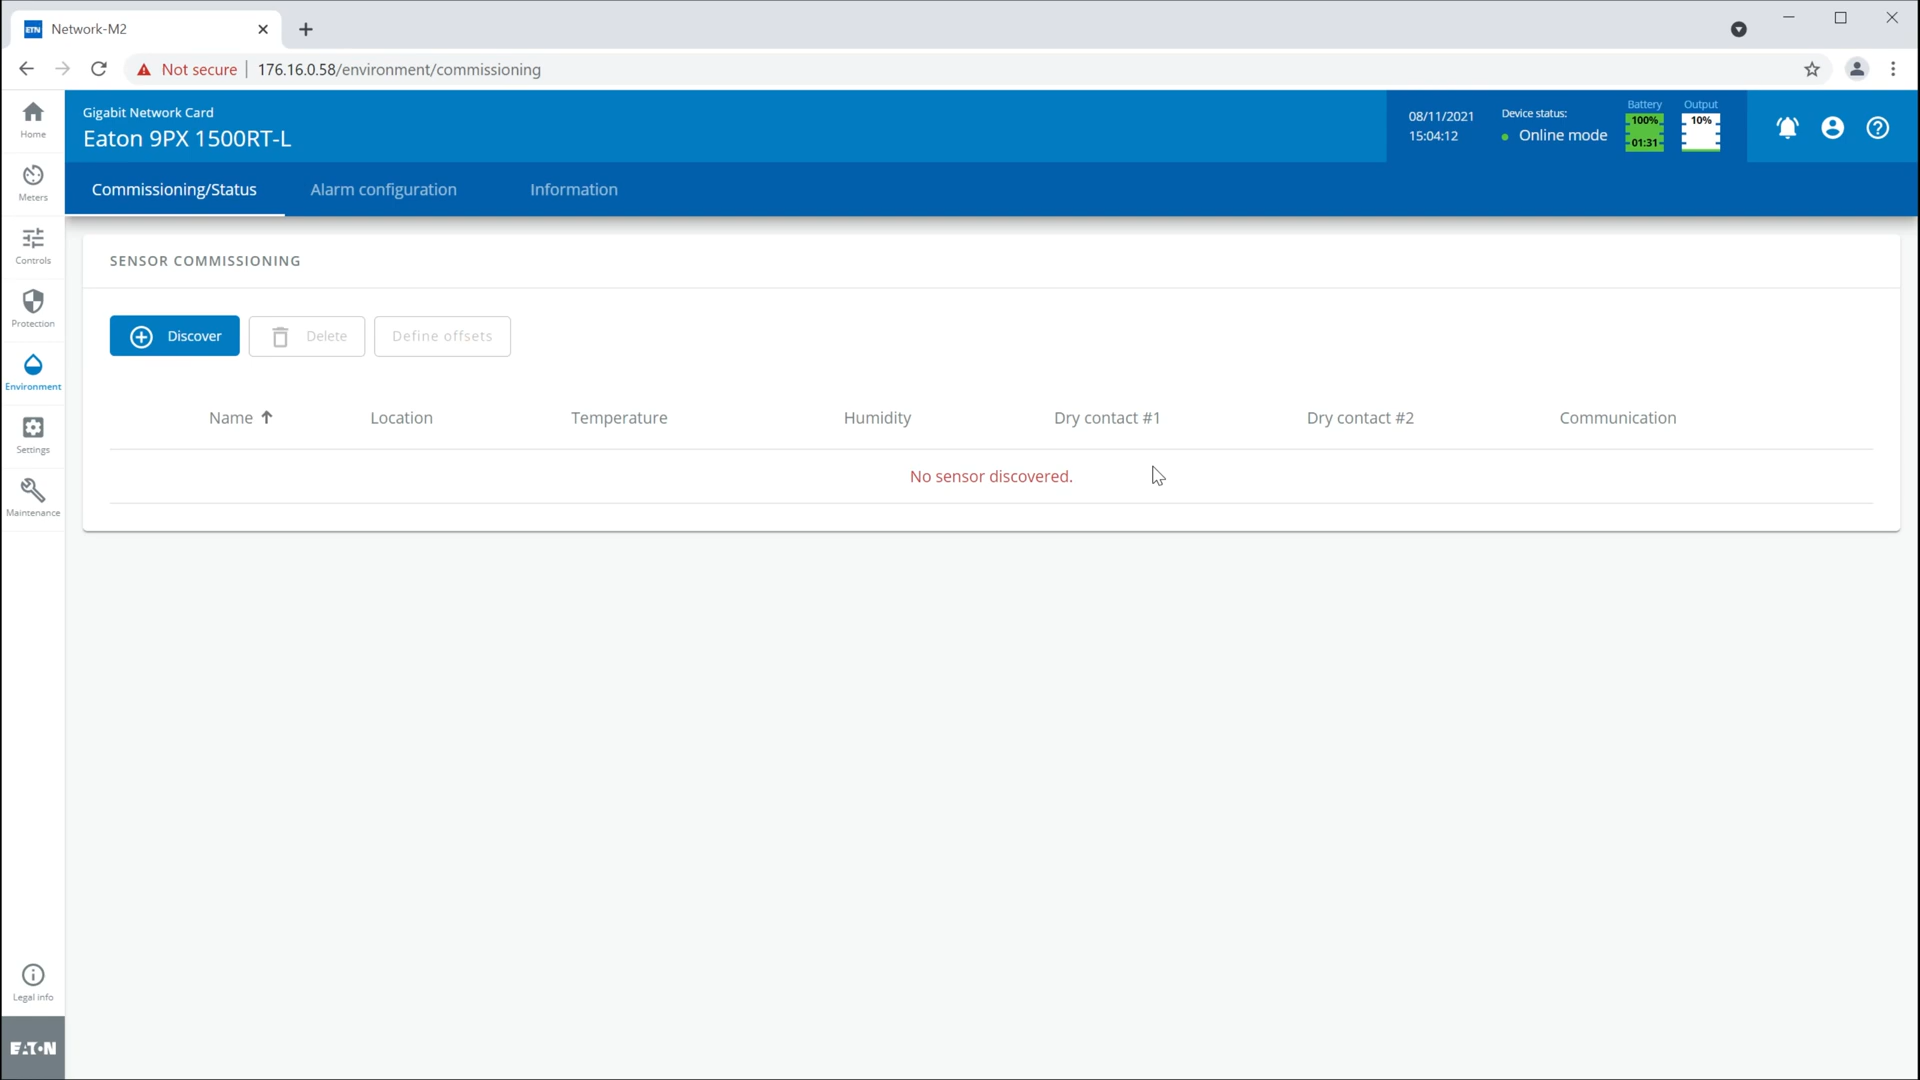 ETN Network-M2
Not secure 176.16.0.58/environment/commissioning
Home
Meters
Controls
Protection
Environment
Settings
Maintenance
Legal info
EATON
Gigabit Network Card
Eaton 9PX 1500RT-L
08/11/2021
15:04:12
Device status:
Online mode
Battery
100%
01:31
Output
10%
Commissioning/Status Alarm configuration Information
SENSOR COMMISSIONING
Discover Delete Define offsets
Name Location Temperature Humidity Dry contact #1 Dry contact #2 Communication
No sensor discovered.